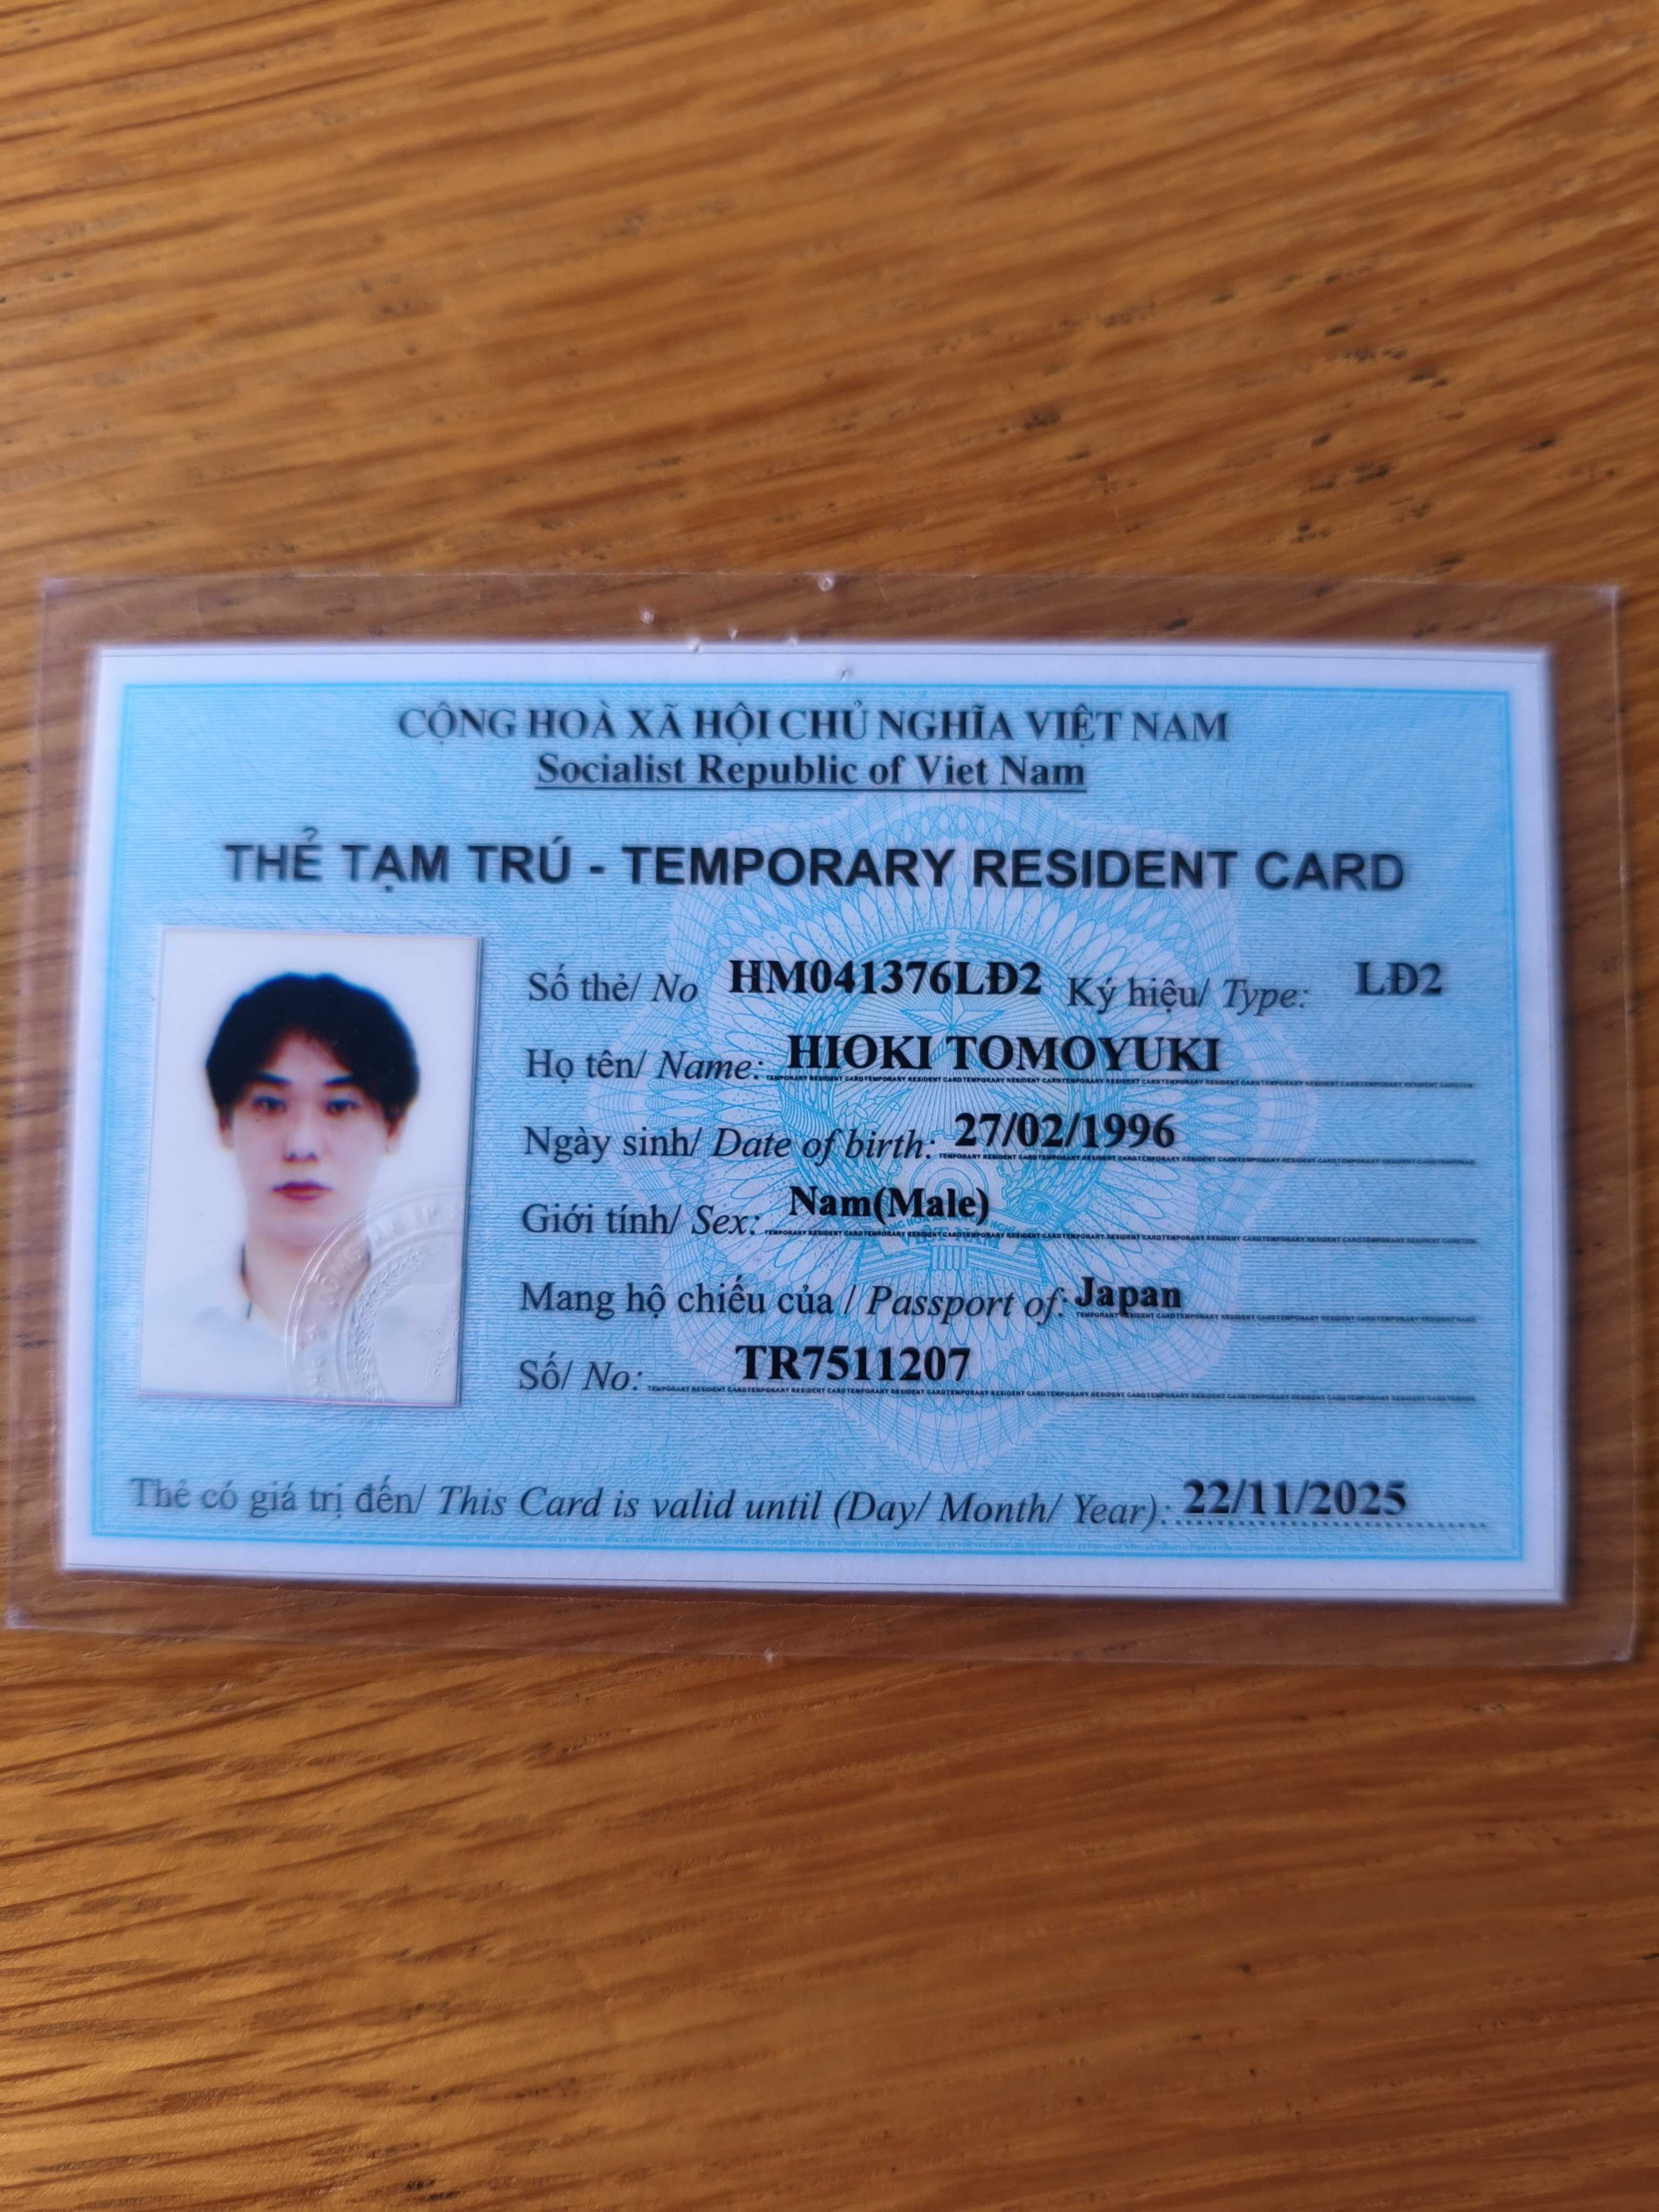 CỘNG HOÀ XÃ HỘI CHỦ NGHĨA VIỆT NAM
Socialist Republic of Viet Nam
THẺ TẠM TRÚ - TEMPORARY RESIDENT CARD
Số thẻ/ No HM041376LĐ2 Ký hiệu/ Type: LĐ2
Họ tên/ Name: HIOKI TOMOYUKI
Ngày sinh/ Date of birth: 27/02/1996
Giới tính/ Sex: Nam(Male)
Mang hộ chiếu của / Passport of: Japan
Số/ No: TR7511207
Thẻ có giá trị đến/ This Card is valid until (Day/ Month/ Year): 22/11/2025